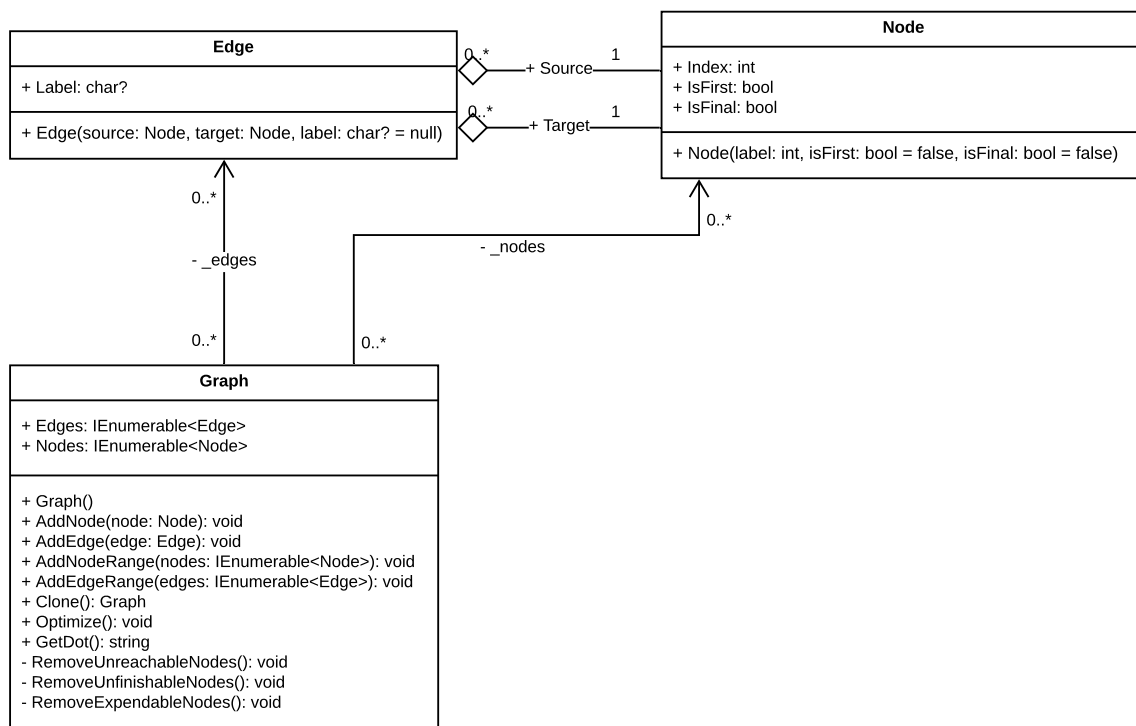 Edge
+ Label: char?
+ Edge(source: Node, target: Node, label: char? = null)
0..*
+ Source
1
0..*
+ Target
1
Node
+ Index: int
+ IsFirst: bool
+ IsFinal: bool
+ Node(label: int, isFirst: bool = false, isFinal: bool = false)
0..*
- _edges
0..*
0..*
- _nodes
0..*
Graph
+ Edges: IEnumerable<Edge>
+ Nodes: IEnumerable<Node>
+ Graph()
+ AddNode(node: Node): void
+ AddEdge(edge: Edge): void
+ AddNodeRange(nodes: IEnumerable<Node>): void
+ AddEdgeRange(edges: IEnumerable<Edge>): void
+ Clone(): Graph
+ Optimize(): void
+ GetDot(): string
- RemoveUnreachableNodes(): void
- RemoveUnfinishableNodes(): void
- RemoveExpendableNodes(): void